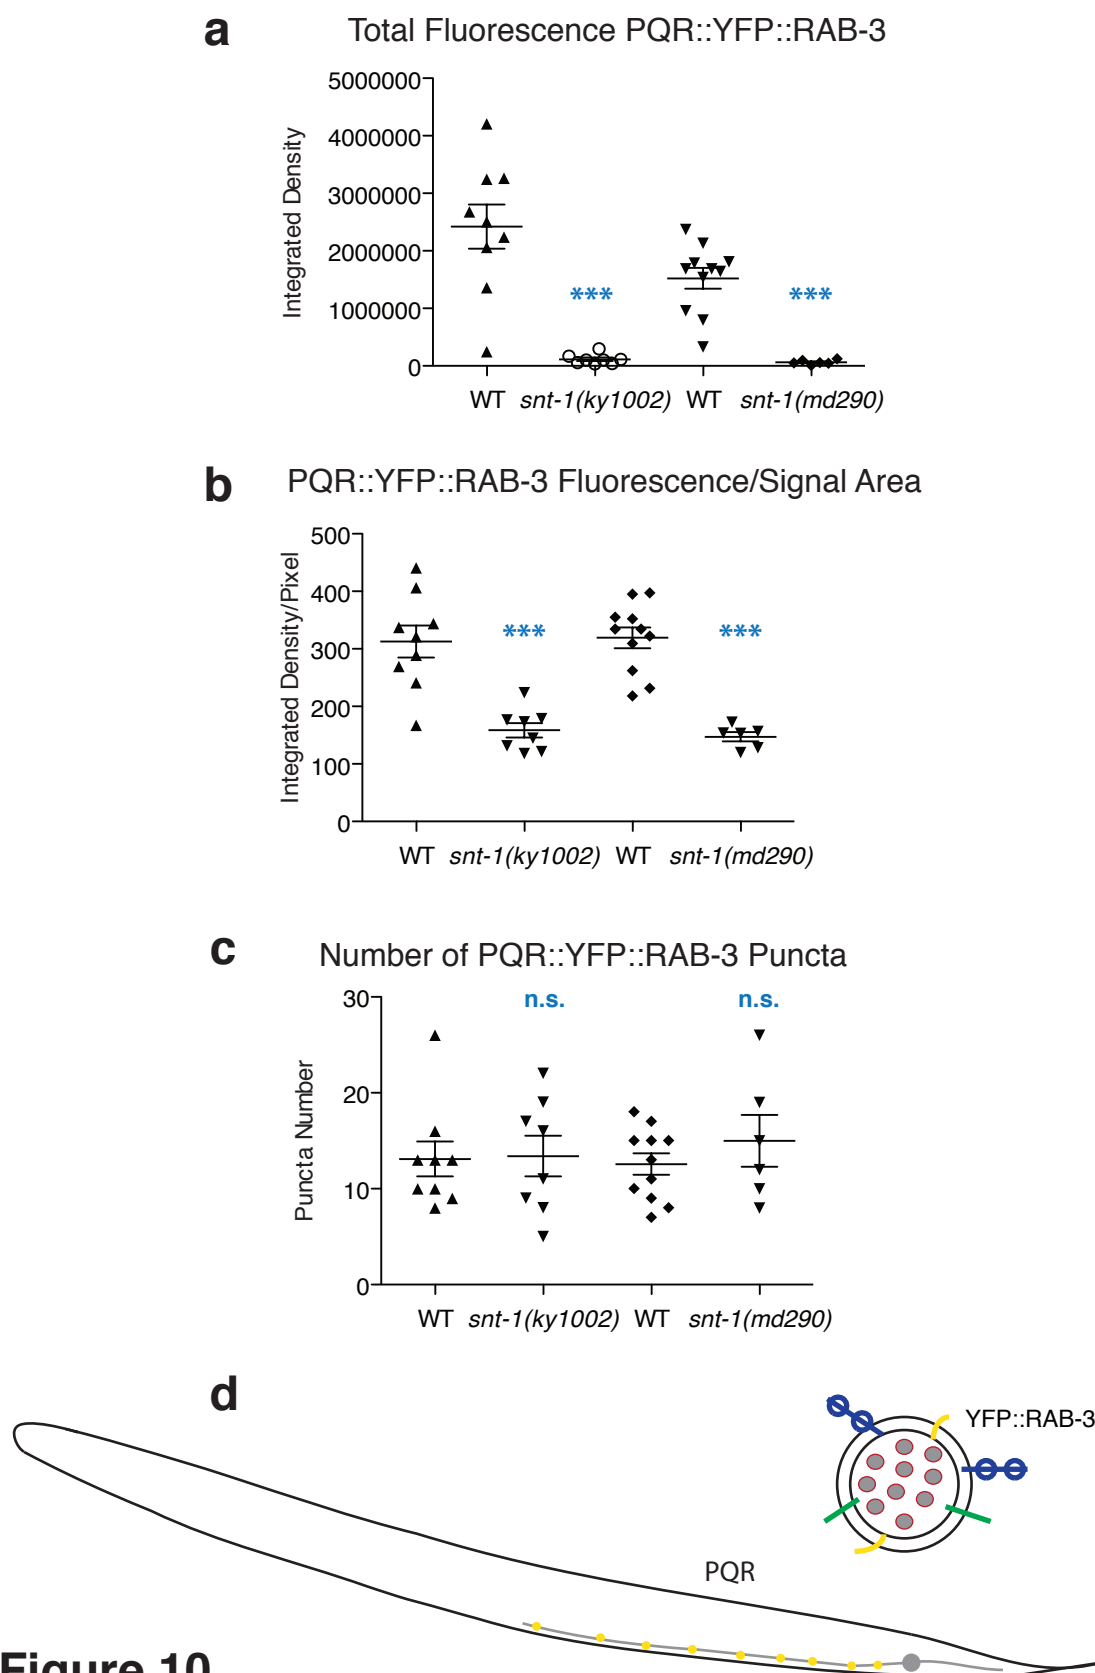 a
Total Fluorescence PQR::YFP::RAB-3
Integrated Density
5000000
4000000
3000000
2000000
1000000
0
***
***
WT snt-1(ky1002) WT snt-1(md290)
b
PQR::YFP::RAB-3 Fluorescence/Signal Area
Integrated Density/Pixel
500
400
300
200
100
0
***
***
WT snt-1(ky1002) WT snt-1(md290)
c
Number of PQR::YFP::RAB-3 Puncta
Puncta Number
30
20
10
0
n.s.
n.s.
WT snt-1(ky1002) WT snt-1(md290)
d
YFP::RAB-3
PQR
Figure 10